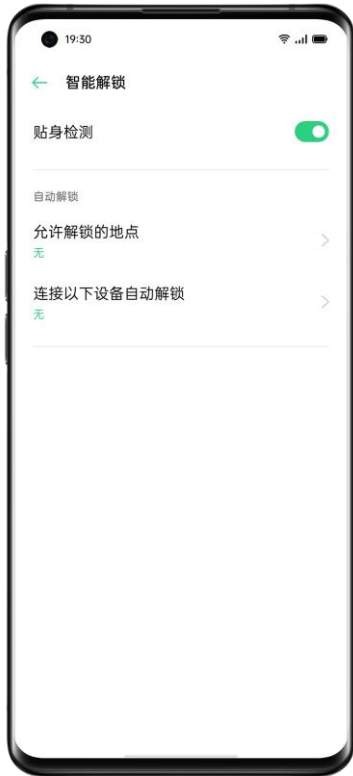 19:30
智能解锁
贴身检测
自动解锁
允许解锁的地点
无
连接以下设备自动解锁
无